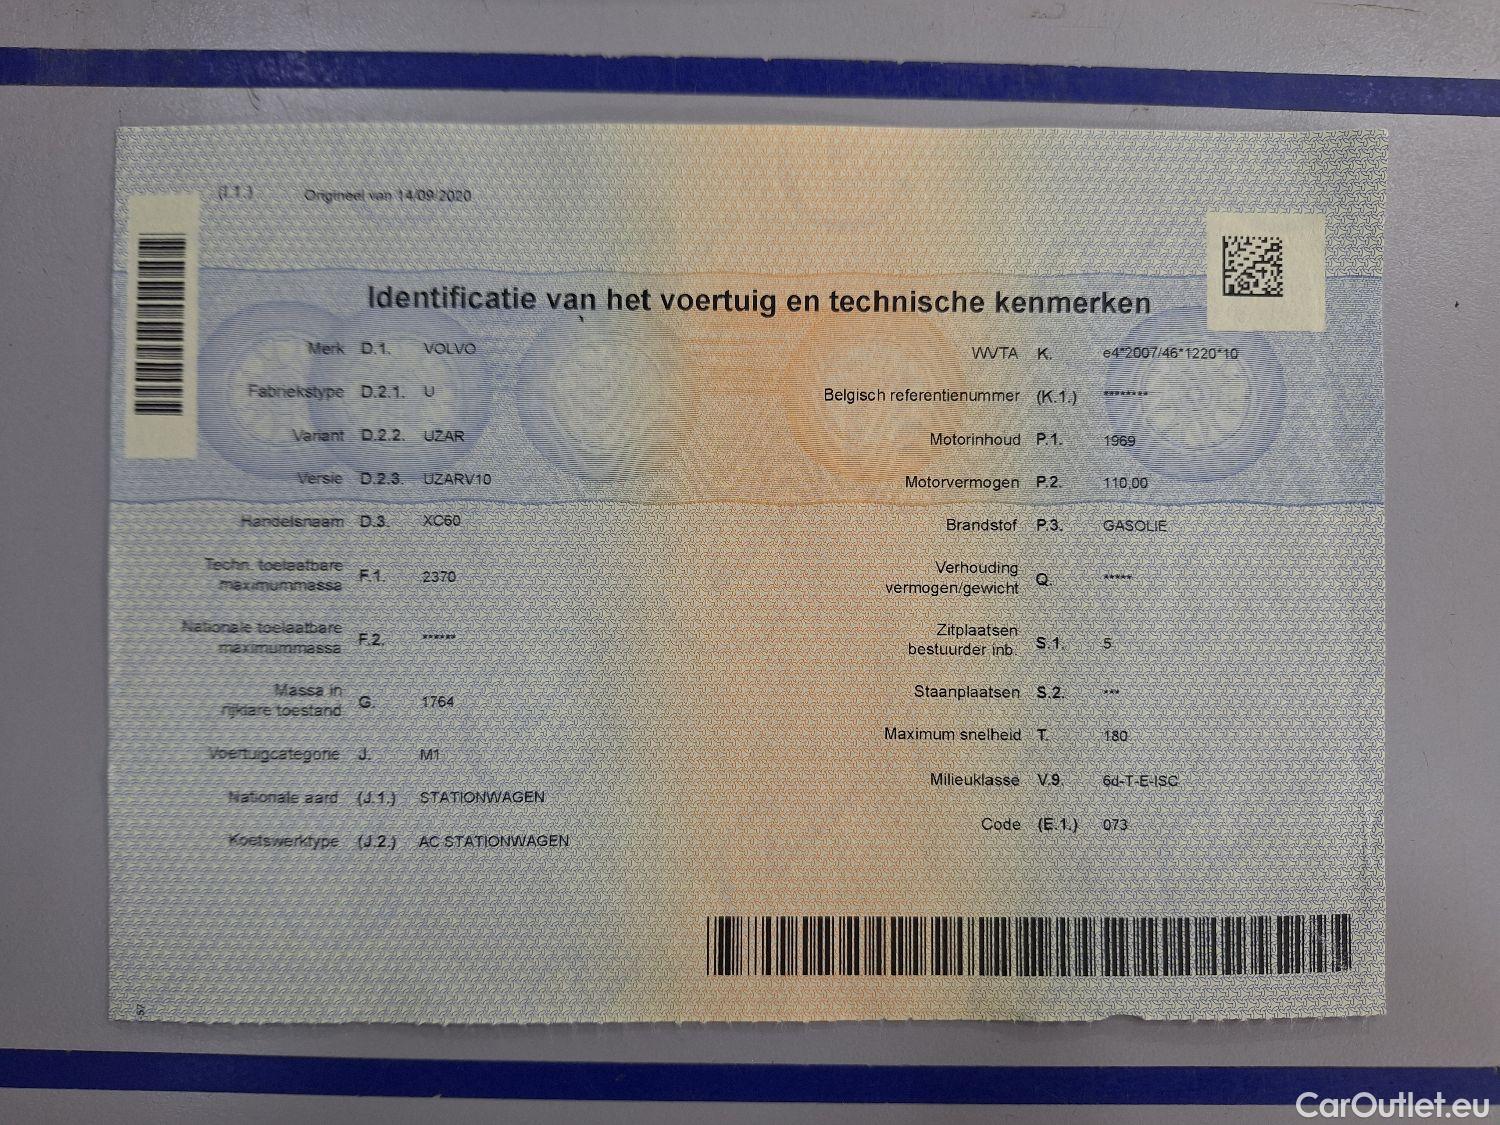 (I.1.) Origineel van 14/09/2020
Identificatie van het voertuig en technische kenmerken
Merk D.1. VOLVO
Fabriekstype D.2.1. U
Variant D.2.2. UZAR
Versie D.2.3. UZARV10
Handelsnaam D.3. XC60
Techn. toelaatbare
maximummassa F.1. 2370
Nationale toelaatbare
maximummassa F.2. ******
Massa in
rijklare toestand G. 1764
Voertuigcategorie J. M1
Nationale aard (J.1.) STATIONWAGEN
Koetswerktype (J.2.) AC STATIONWAGEN
WVTA K. e4*2007/46*1220*10
Belgisch referentienummer (K.1.) ********
Motorinhoud P.1. 1969
Motorvermogen P.2. 110,00
Brandstof P.3. GASOLIE
Verhouding
vermogen/gewicht Q. *****
Zitplaatsen
bestuurder inb. S.1. 5
Staanplaatsen S.2. ***
Maximum snelheid T. 180
Milieuklasse V.9. 6d-T-E-ISC
Code (E.1.) 073
CarOutlet.eu